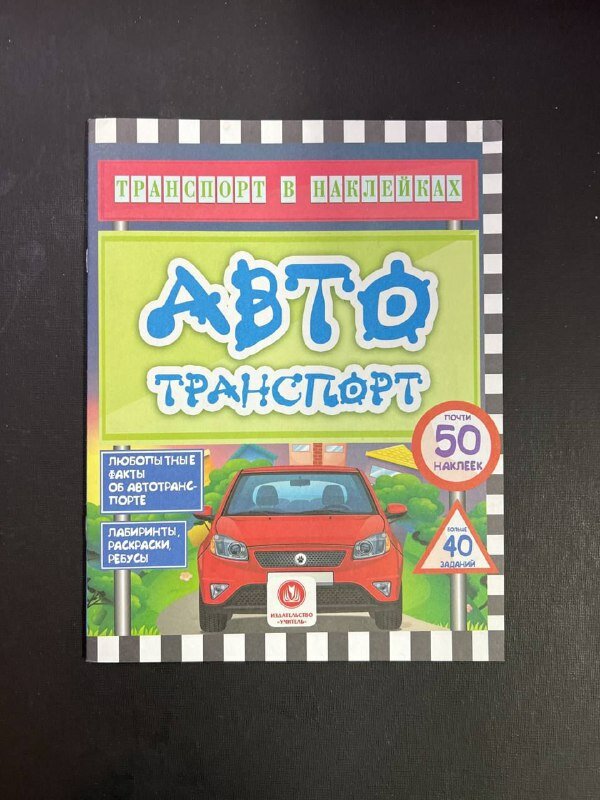 ТРАНСПОРТ В НАКЛЕЙКАХ
АВТО
ТРАНСПОРТ
ПОЧТИ
50
НАКЛЕЕК
ЛЮБОПЫТНЫЕ
ФАКТЫ
ОБ АВТОТРАНС-
ПОРТЕ
ЛАБИРИНТЫ,
РАСКРАСКИ,
РЕБУСЫ
БОЛЬШЕ
40
ЗАДАНИЙ
ИЗДАТЕЛЬСТВО
«УЧИТЕЛЬ»